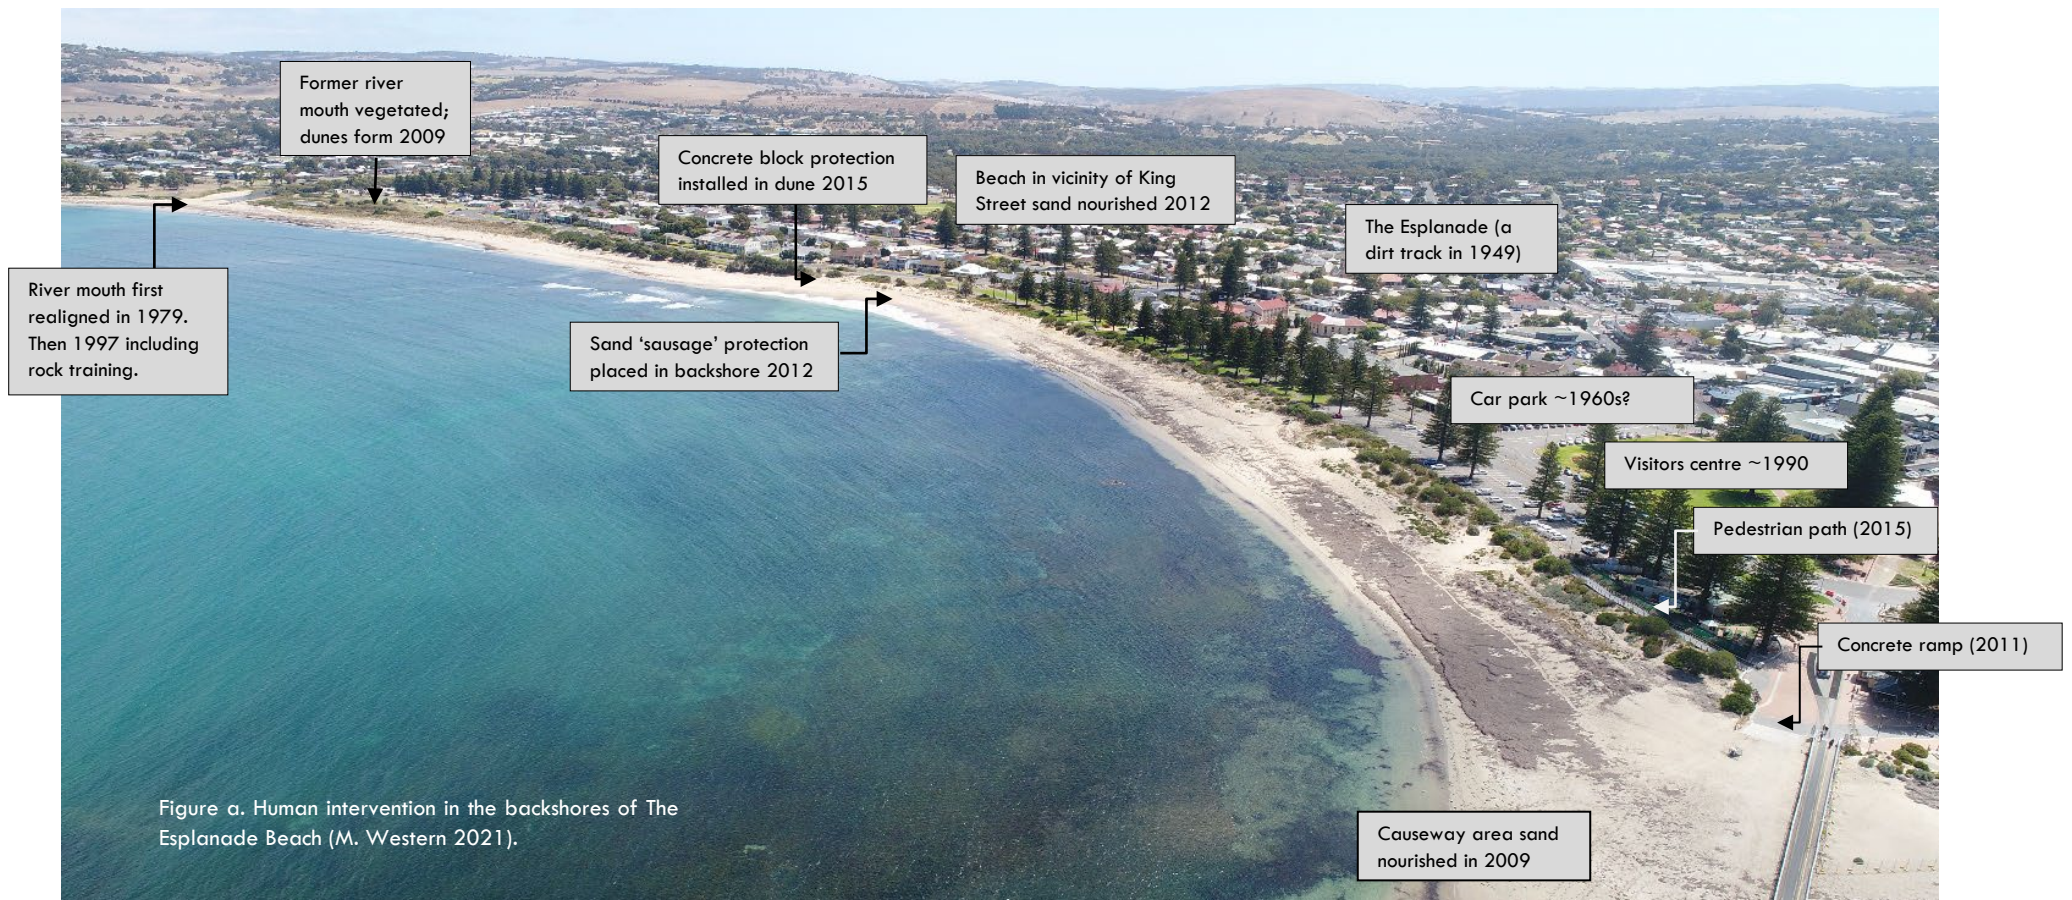 Former river
mouth vegetated;
dunes form 2009
Concrete block protection
installed in dune 2015
Beach in vicinity of King
Street sand nourished 2012
The Esplanade (a
dirt track in 1949)
River mouth first
realigned in 1979.
Then 1997 including
rock training.
Sand ‘sausage’ protection
placed in backshore 2012
Car park ~1960s?
Visitors centre ~1990
Pedestrian path (2015)
Concrete ramp (2011)
Figure a. Human intervention in the backshores of The
Esplanade Beach (M. Western 2021).
Causeway area sand
nourished in 2009